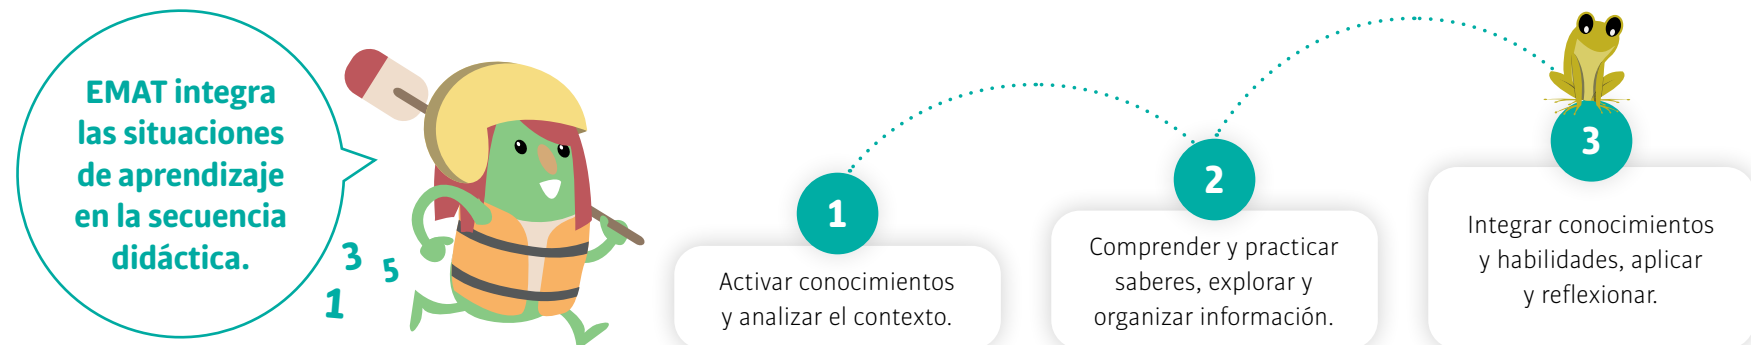 EMAT integra
las situaciones
de aprendizaje
en la secuencia
didáctica.
3
5
1
1
Activar conocimientos
y analizar el contexto.
2
Comprender y practicar
saberes, explorar y
organizar información.
3
Integrar conocimientos
y habilidades, aplicar
y reflexionar.